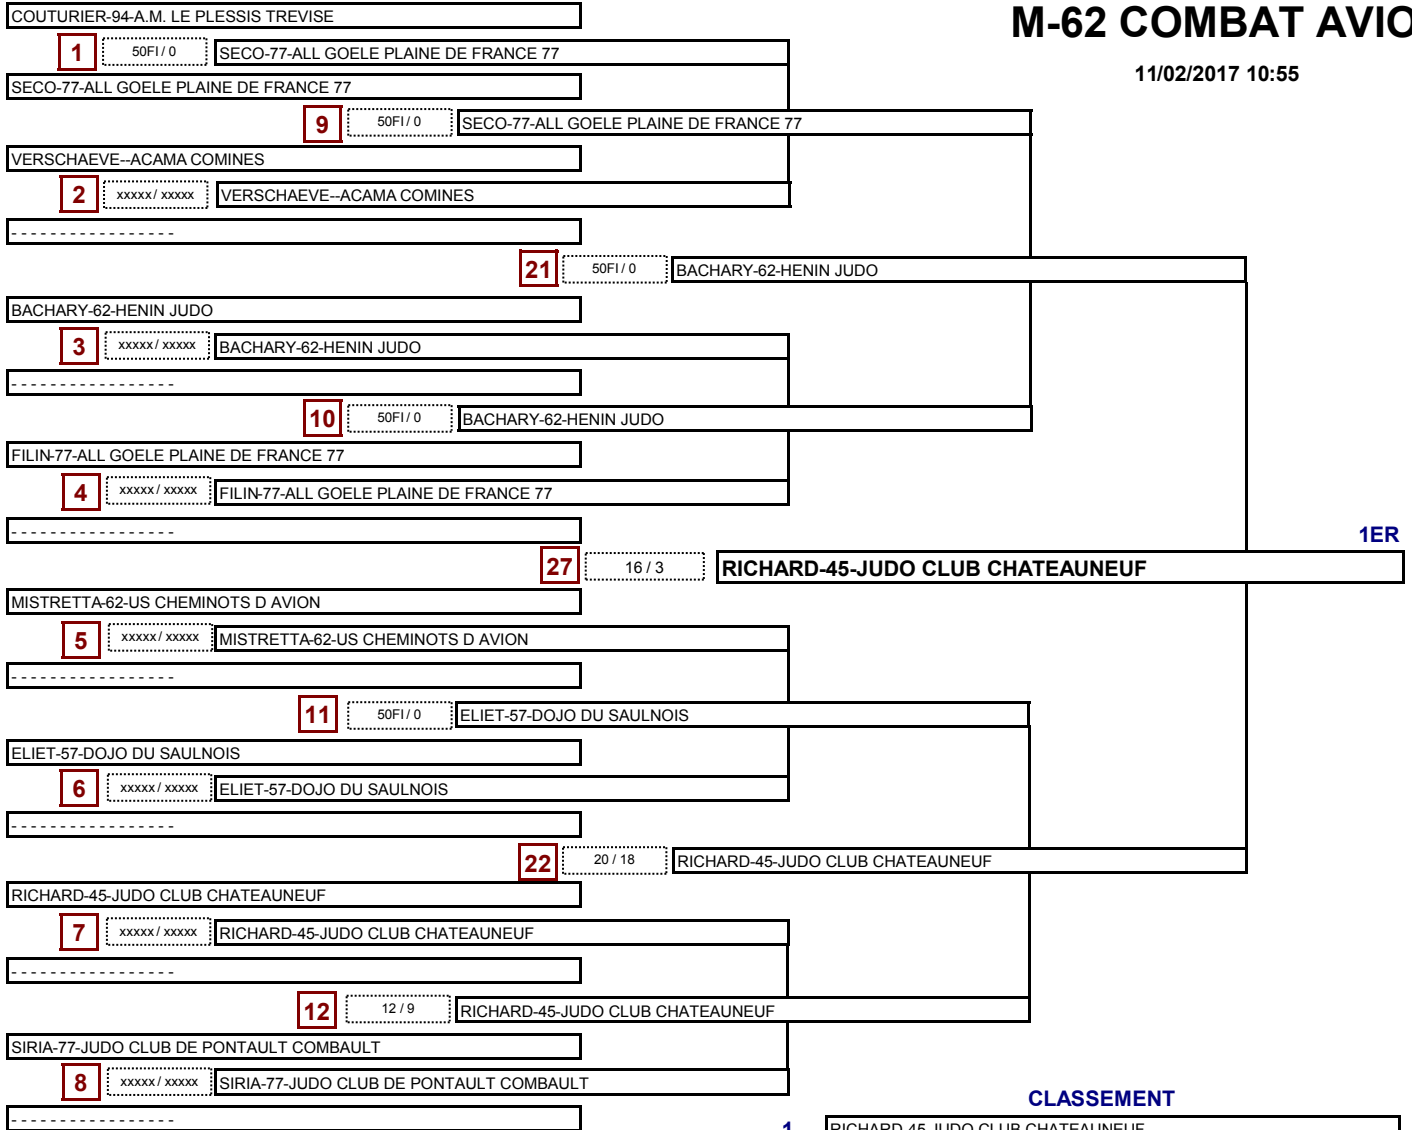 COUTURIER-94-A.M. LE PLESSIS TREVISE
M-62 COMBAT AVIO
1 50FI / 0 SECO-77-ALL GOELE PLAINE DE FRANCE 77
11/02/2017 10:55
SECO-77-ALL GOELE PLAINE DE FRANCE 77
9 50FI / 0 SECO-77-ALL GOELE PLAINE DE FRANCE 77
VERSCHAEVE--ACAMA COMINES
2 xxxxx / xxxxx VERSCHAEVE--ACAMA COMINES
- - - - - - - - - - - - - - - - -
21 50FI / 0 BACHARY-62-HENIN JUDO
BACHARY-62-HENIN JUDO
3 xxxxx / xxxxx BACHARY-62-HENIN JUDO
- - - - - - - - - - - - - - - - -
10 50FI / 0 BACHARY-62-HENIN JUDO
FILIN-77-ALL GOELE PLAINE DE FRANCE 77
4 xxxxx / xxxxx FILIN-77-ALL GOELE PLAINE DE FRANCE 77
- - - - - - - - - - - - - - - - -
1ER
27 16 / 3 RICHARD-45-JUDO CLUB CHATEAUNEUF
MISTRETTA-62-US CHEMINOTS D AVION
5 xxxxx / xxxxx MISTRETTA-62-US CHEMINOTS D AVION
- - - - - - - - - - - - - - - - -
11 50FI / 0 ELIET-57-DOJO DU SAULNOIS
ELIET-57-DOJO DU SAULNOIS
6 xxxxx / xxxxx ELIET-57-DOJO DU SAULNOIS
- - - - - - - - - - - - - - - - -
22 20 / 18 RICHARD-45-JUDO CLUB CHATEAUNEUF
RICHARD-45-JUDO CLUB CHATEAUNEUF
7 xxxxx / xxxxx RICHARD-45-JUDO CLUB CHATEAUNEUF
- - - - - - - - - - - - - - - - -
12 12 / 9 RICHARD-45-JUDO CLUB CHATEAUNEUF
SIRIA-77-JUDO CLUB DE PONTAULT COMBAULT
8 xxxxx / xxxxx SIRIA-77-JUDO CLUB DE PONTAULT COMBAULT
CLASSEMENT
- - - - - - - - - - - - - - - - -
1 RICHARD-45-JUDO CLUB CHATEAUNEUF